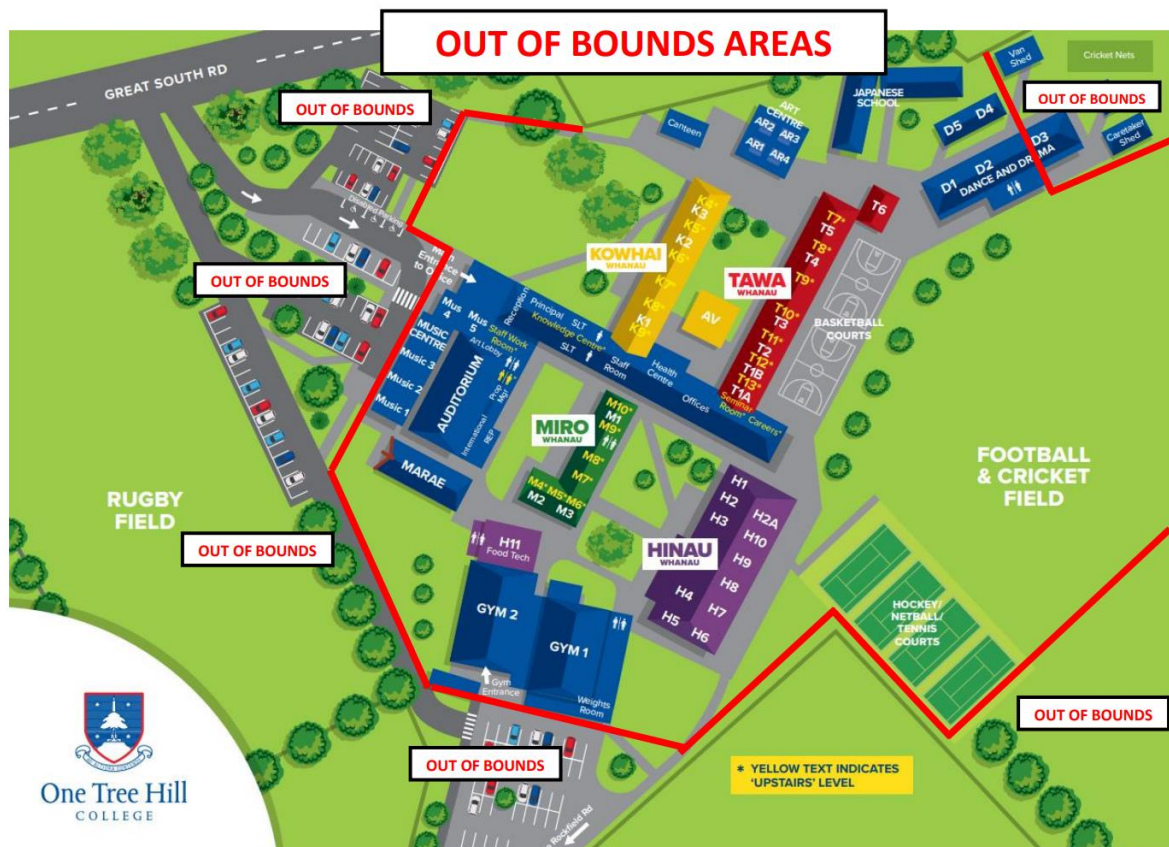 OUT OF BOUNDS AREAS
GREAT SOUTH RD
OUT OF BOUNDS
Disabled Parking
Main
Entrance
to Office
OUT OF BOUNDS
Canteen
ART
CENTRE
AR2
AR3
AR1
AR4
JAPANESE
SCHOOL
Van
Shed
Cricket Nets
OUT OF BOUNDS
Caretaker
Shed
D5
D4
D1
D2
D3
DANCE AND DRAMA
K4*
K3
K5*
K2
K6*
K7*
K8*
K1
K9*
KOWHAI
WHANAU
TAWA
WHANAU
AV
T6
T7*
T5
T8*
T4
T9*
T10*
T3
T11*
T2
T12*
T1B
T13*
T1A
Seminar
Room*
Careers*
BASKETBALL
COURTS
Reception
Principal
SLT
Knowledge Centre*
SLT
Staff
Room
Health
Centre
Offices
Mus
4
Mus
5
Staff Work
Room*
Art Lobby
MUSIC
CENTRE
Music 3
Music 2
Music 1
AUDITORIUM
Prop
Mgr
International
REP
MARAE
MIRO
WHANAU
M10*
M1
M9*
M8*
M7*
M4*
M5*
M6*
M2
M3
HINAU
WHANAU
H1
H2
H3
H2A
H10
H9
H8
H7
H4
H5
H6
H11
Food Tech
GYM 2
GYM 1
Gym
Entrance
Weights
Room
RUGBY
FIELD
OUT OF BOUNDS
FOOTBALL
& CRICKET
FIELD
HOCKEY/
NETBALL/
TENNIS
COURTS
OUT OF BOUNDS
OUT OF BOUNDS
* YELLOW TEXT INDICATES
'UPSTAIRS' LEVEL
Rockfield Rd
One Tree Hill
COLLEGE